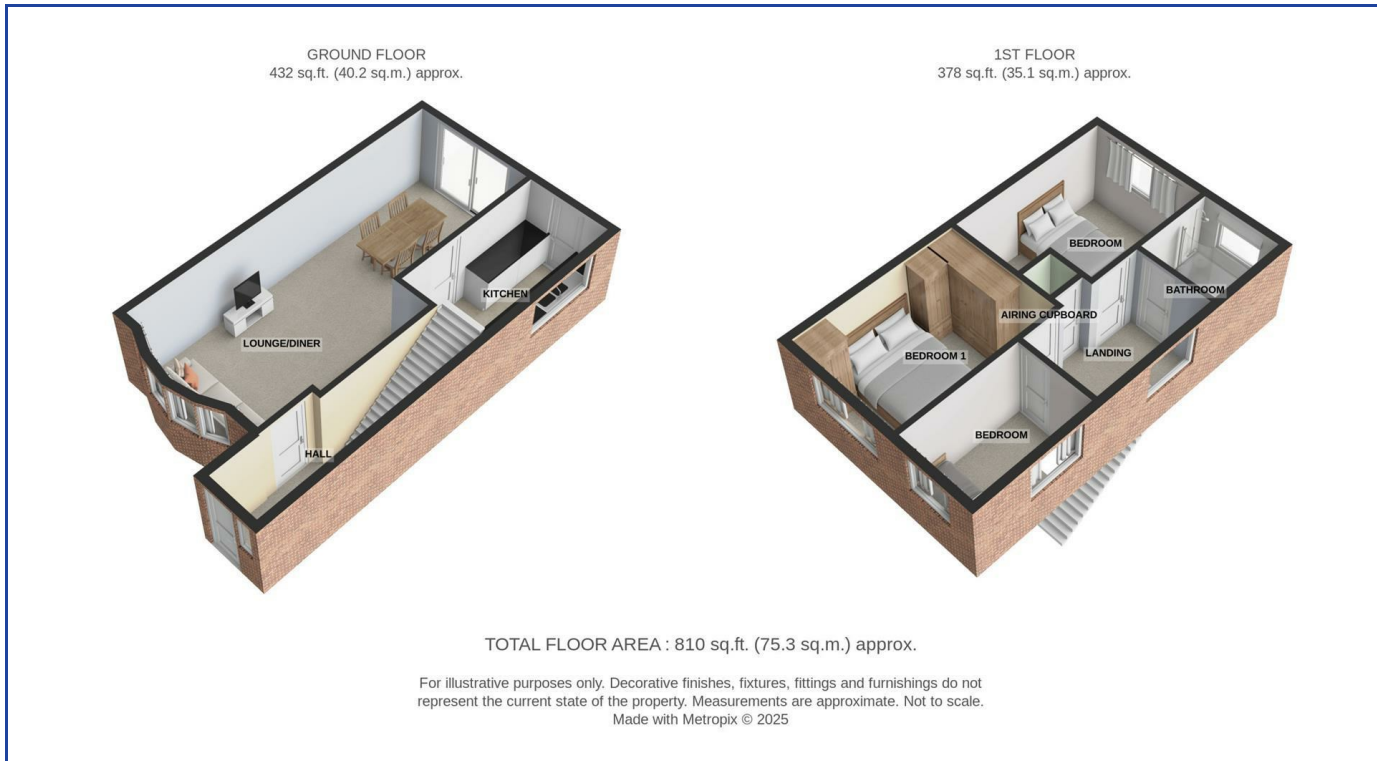 GROUND FLOOR
432 sq.ft. (40.2 sq.m.) approx.
KITCHEN
LOUNGE/DINER
HALL
1ST FLOOR
378 sq.ft. (35.1 sq.m.) approx.
BEDROOM
BATHROOM
AIRING CUPBOARD
BEDROOM 1
LANDING
BEDROOM
TOTAL FLOOR AREA : 810 sq.ft. (75.3 sq.m.) approx.
For illustrative purposes only. Decorative finishes, fixtures, fittings and furnishings do not
represent the current state of the property. Measurements are approximate. Not to scale.
Made with Metropix © 2025